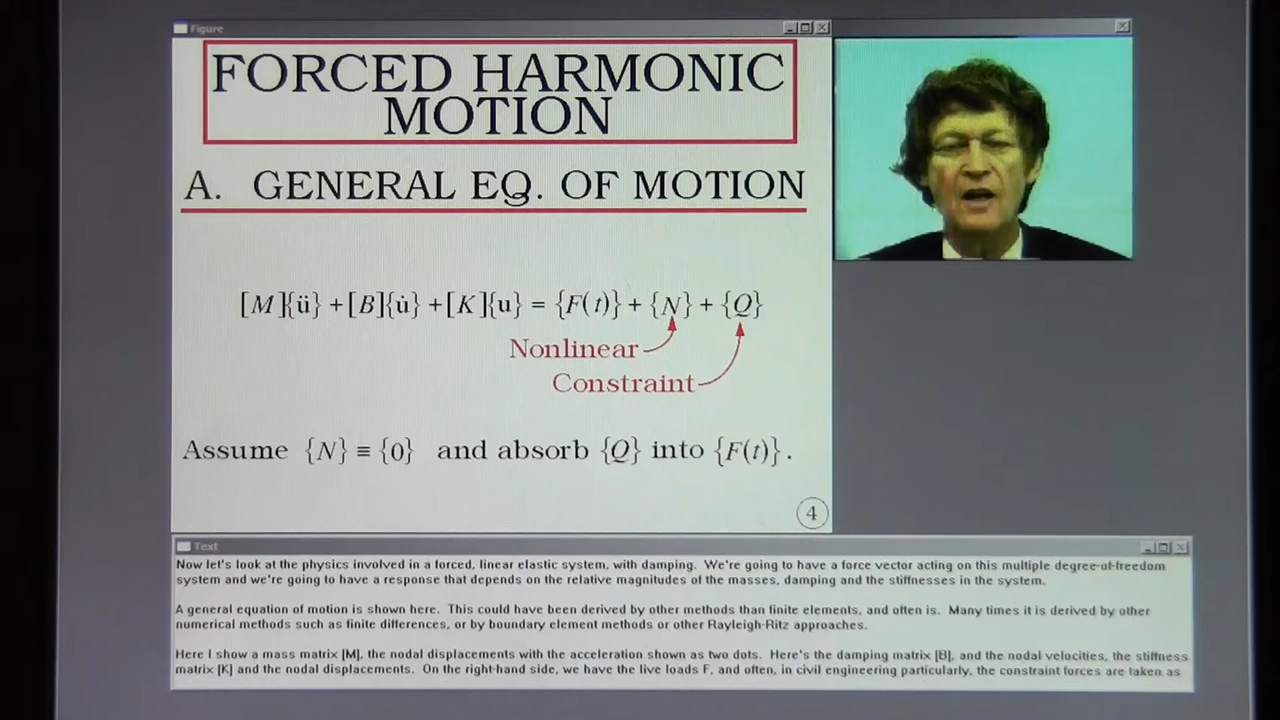 Figure
FORCED HARMONIC
MOTION
A. GENERAL EQ. OF MOTION
[M]{ü} + [B]{u̇} + [K]{u} = {F(t)} + {N} + {Q}
Nonlinear
Constraint
Assume {N} ≡ {0} and absorb {Q} into {F(t)}.
4
Text
Now let's look at the physics involved in a forced, linear elastic system, with damping. We're going to have a force vector acting on this multiple degree-of-freedom
system and we're going to have a response that depends on the relative magnitudes of the masses, damping and the stiffnesses in the system.
A general equation of motion is shown here. This could have been derived by other methods than finite elements, and often is. Many times it is derived by other
numerical methods such as finite differences, or by boundary element methods or other Rayleigh-Ritz approaches.
Here I show a mass matrix [M], the nodal displacements with the acceleration shown as two dots. Here's the damping matrix [B], and the nodal velocities, the stiffness
matrix [K] and the nodal displacements. On the right-hand side, we have the live loads F, and often, in civil engineering particularly, the constraint forces are taken as